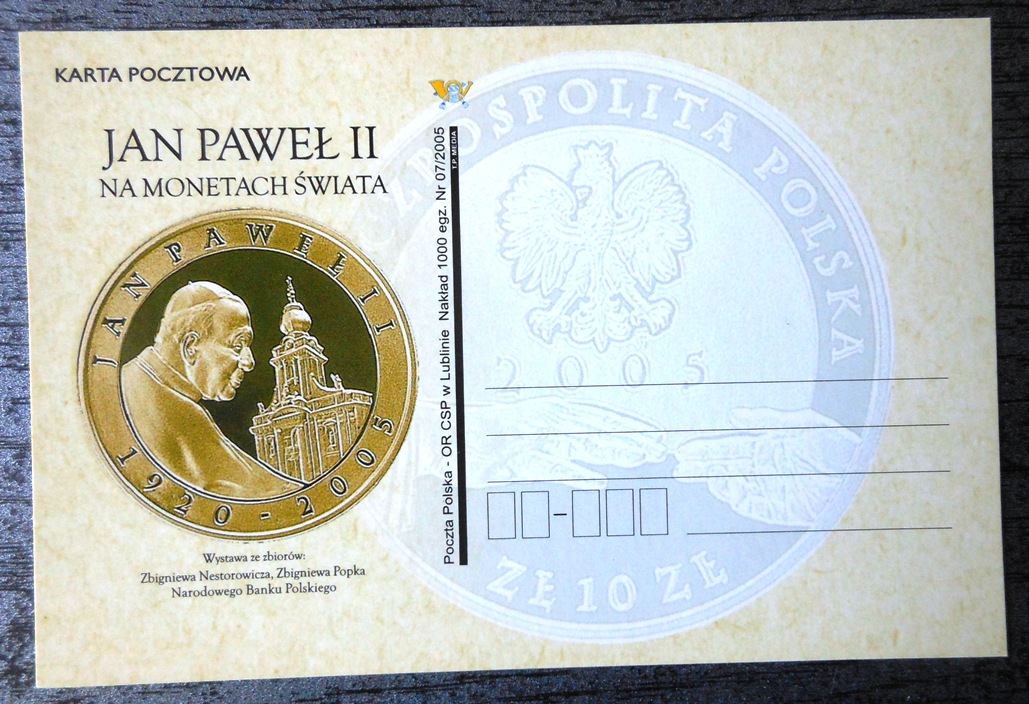 KARTA POCZTOWA
JAN PAWEŁ II
NA MONETACH ŚWIATA
JAN PAWEŁ II
1920-2005
Wystawa ze zbiorów:
Zbigniewa Nestorowicza, Zbigniewa Popka
Narodowego Banku Polskiego
Poczta Polska - OR CSP w Lublinie Nakład 1000 egz. Nr 07/2005
T.P. MEDIA
RZECZPOSPOLITA POLSKA
2005
ZŁ 10 ZŁ